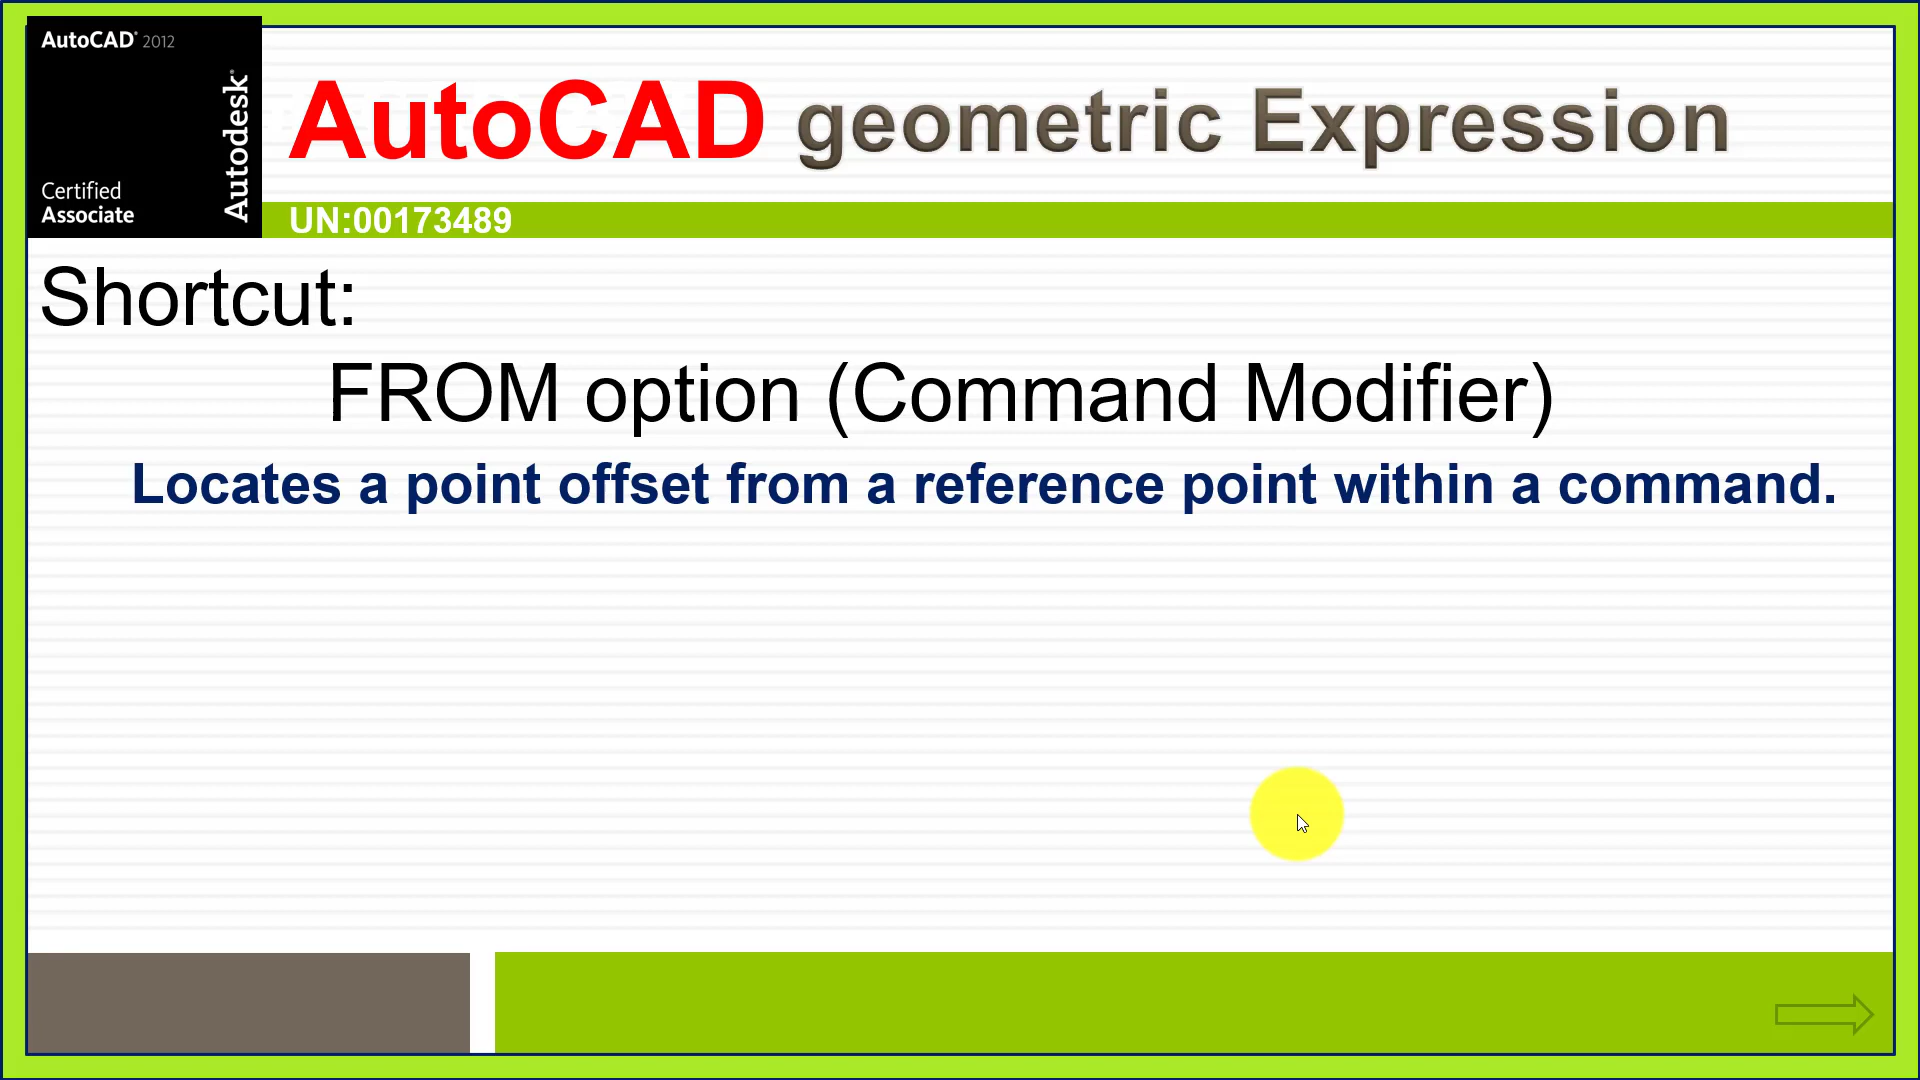 AutoCAD® 2012
Autodesk®
Certified
Associate
AutoCAD geometric Expression
UN:00173489
Shortcut:
FROM option (Command Modifier)
Locates a point offset from a reference point within a command.